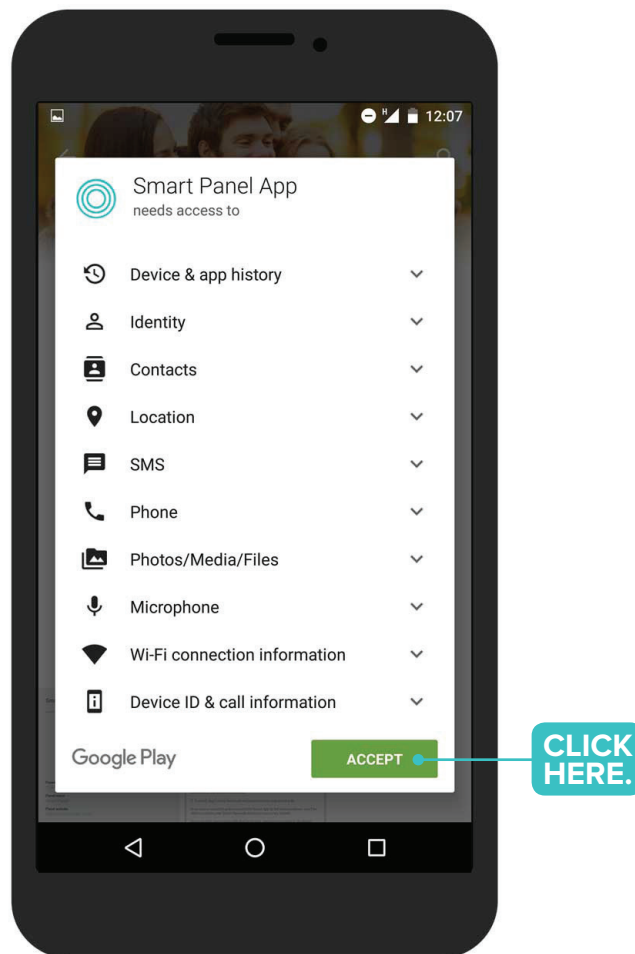 12:07
Smart Panel App
needs access to
Device & app history
Identity
Contacts
Location
SMS
Phone
Photos/Media/Files
Microphone
Wi-Fi connection information
Device ID & call information
Google Play
ACCEPT
CLICK
HERE.